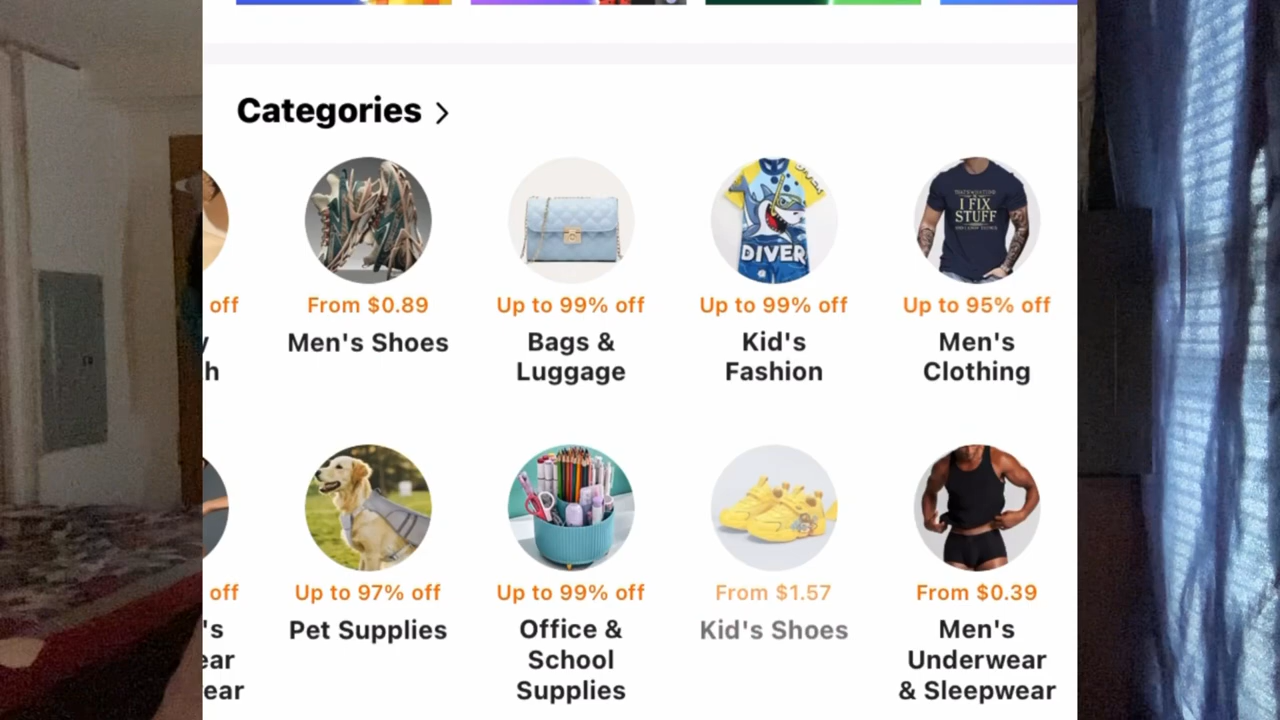 Categories >
I FIX
STUFF
DIVER
off
From $0.89
Up to 99% off
Up to 99% off
Up to 95% off
y
h
Men's Shoes
Bags &
Luggage
Kid's
Fashion
Men's
Clothing
off
Up to 97% off
Up to 99% off
From $1.57
From $0.39
's
ear
ear
Pet Supplies
Office &
School
Supplies
Kid's Shoes
Men's
Underwear
& Sleepwear